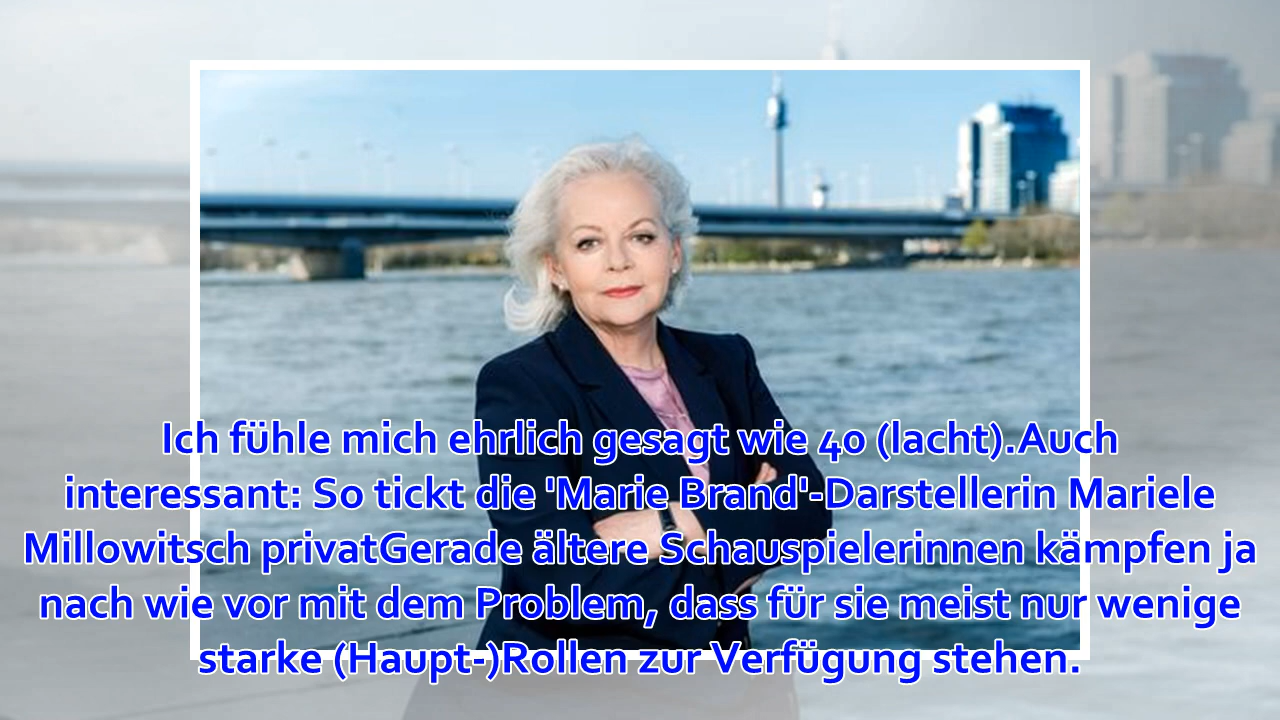 Ich fühle mich ehrlich gesagt wie 40 (lacht).Auch
interessant: So tickt die 'Marie Brand'-Darstellerin Mariele
Millowitsch privatGerade ältere Schauspielerinnen kämpfen ja
nach wie vor mit dem Problem, dass für sie meist nur wenige
starke (Haupt-)Rollen zur Verfügung stehen.